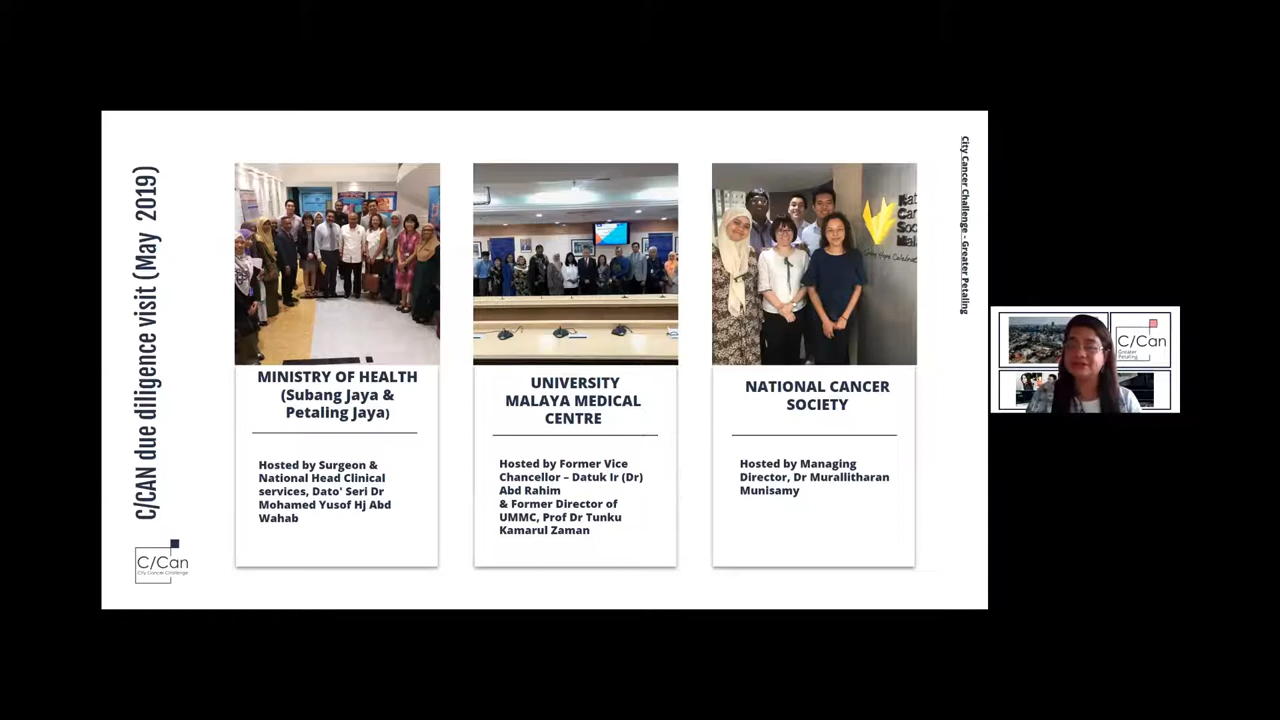 C/CAN due diligence visit (May 2019)
City Cancer Challenge - Greater Petaling
MINISTRY OF HEALTH
(Subang Jaya &
Petaling Jaya)
Hosted by Surgeon &
National Head Clinical
services, Dato' Seri Dr
Mohamed Yusof Hj Abd
Wahab
UNIVERSITY
MALAYA MEDICAL
CENTRE
Hosted by Former Vice
Chancellor – Datuk Ir (Dr)
Abd Rahim
& Former Director of
UMMC, Prof Dr Tunku
Kamarul Zaman
NATIONAL CANCER
SOCIETY
Hosted by Managing
Director, Dr Murallitharan
Munisamy
C/Can
City Cancer Challenge
C/Can
Greater
Petaling